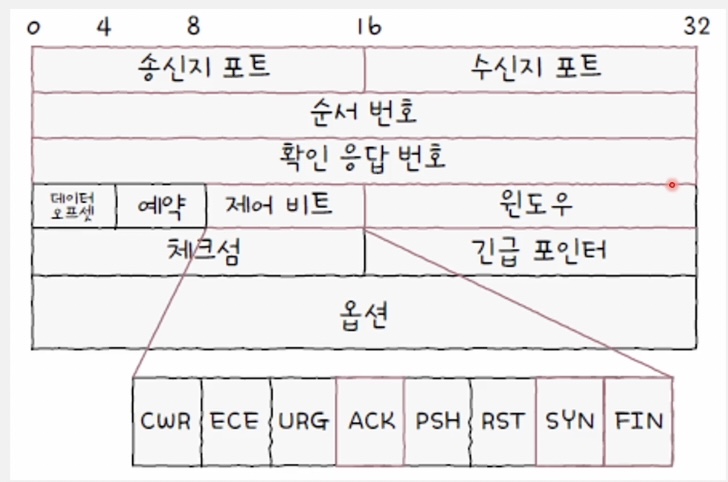 0 4 8 16 32
송신지 포트 수신지 포트
순서 번호
확인 응답 번호
데이터
오프셋 예약 제어 비트 윈도우
체크섬 긴급 포인터
옵션
CWR ECE URG ACK PSH RST SYN FIN